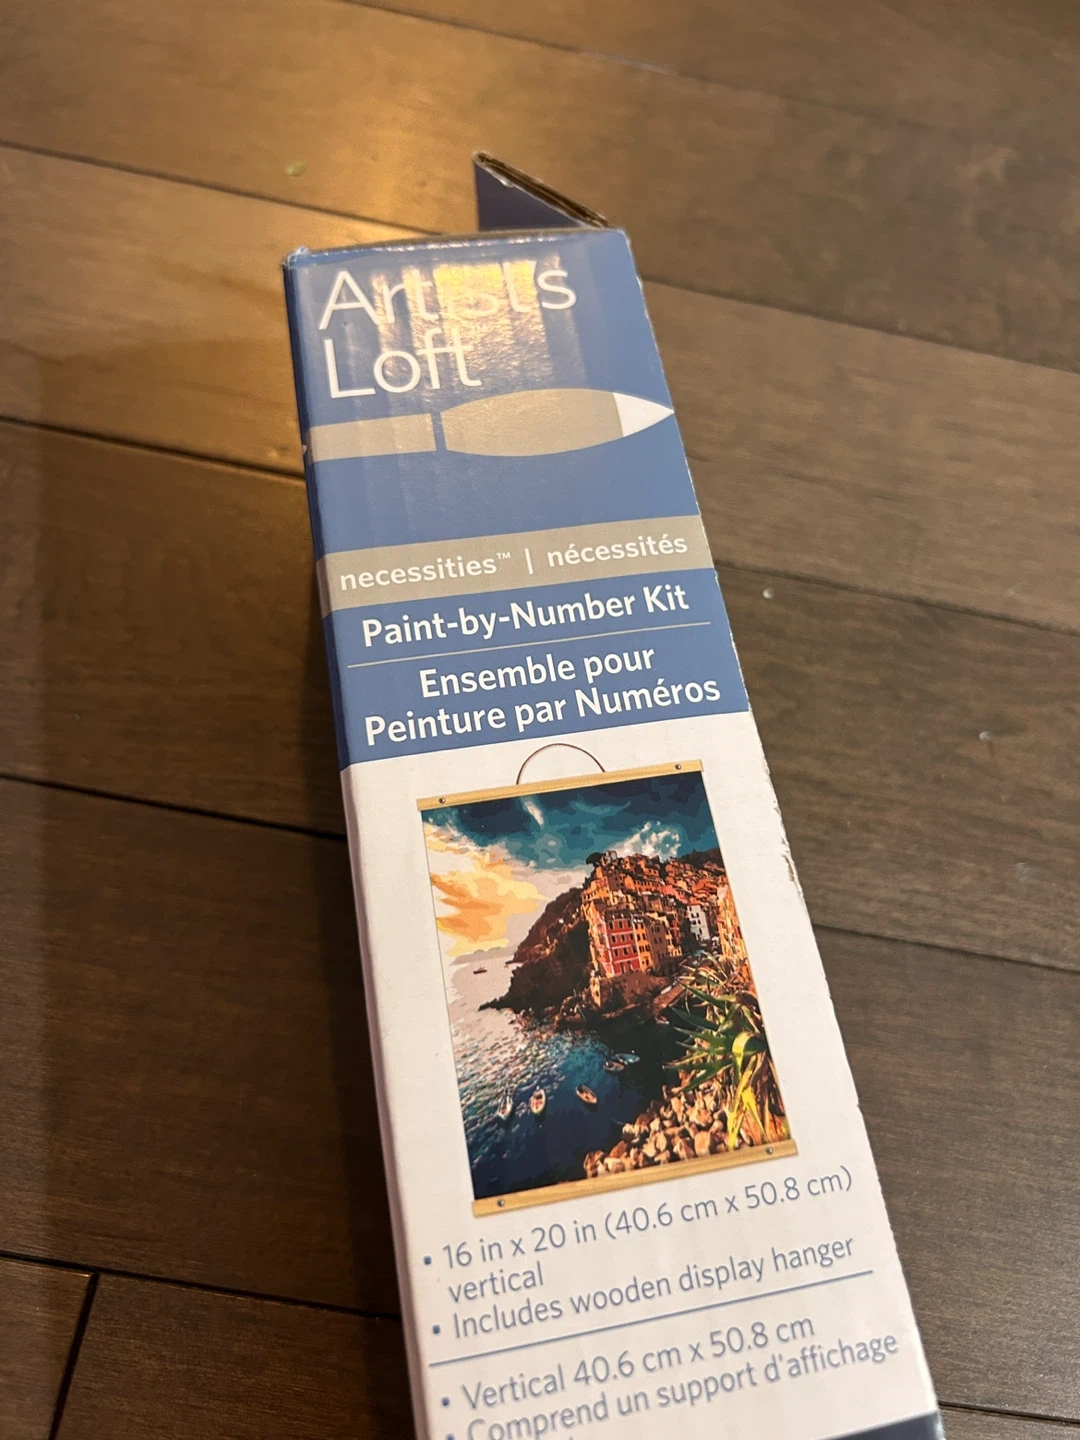 Artists
Loft
necessities™ | nécessités
Paint-by-Number Kit
Ensemble pour
Peinture par Numéros
• 16 in x 20 in (40.6 cm x 50.8 cm)
vertical
• Includes wooden display hanger
• Vertical 40.6 cm x 50.8 cm
• Comprend un support d'affichage